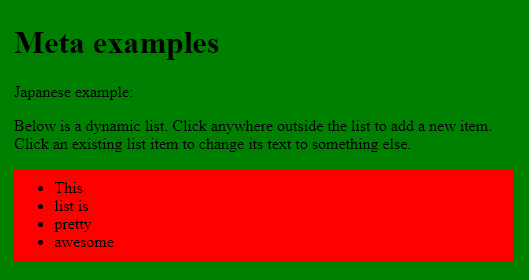 Meta examples
Japanese example:
Below is a dynamic list. Click anywhere outside the list to add a new item.
Click an existing list item to change its text to something else.
This
list is
pretty
awesome